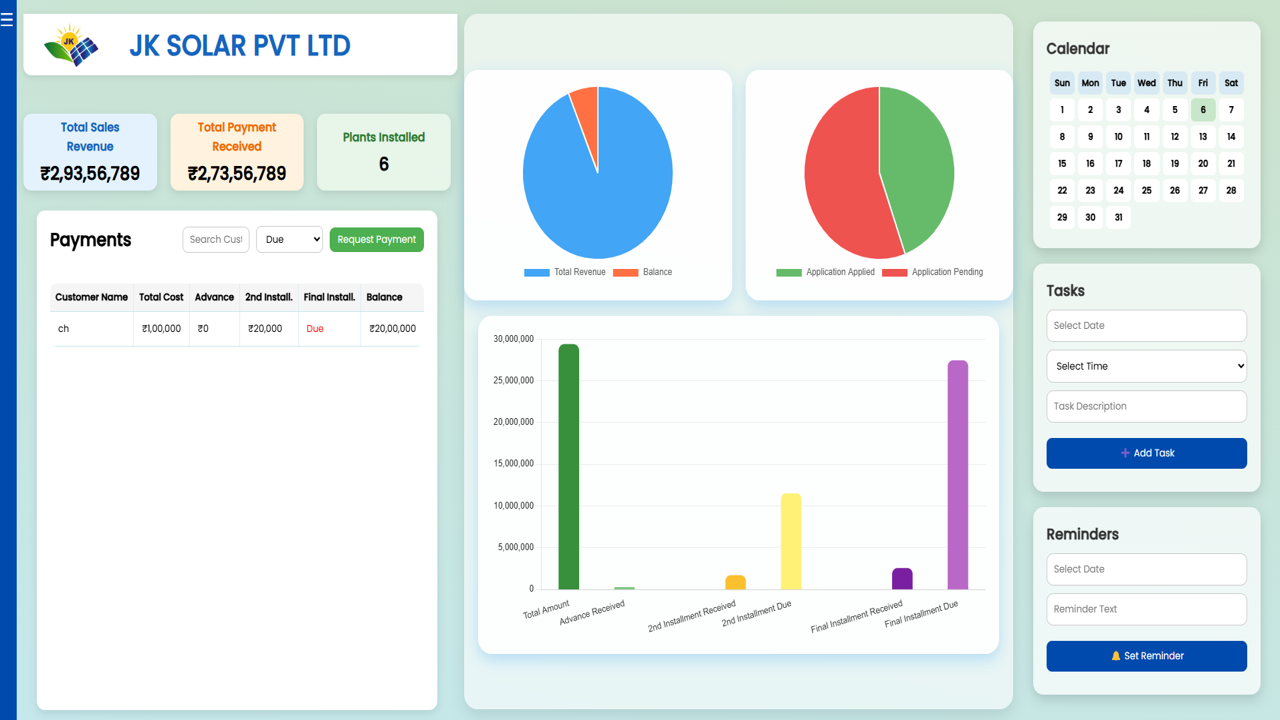 ☰
JK
JK SOLAR PVT LTD
Total Sales
Revenue
₹2,93,56,789
Total Payment
Received
₹2,73,56,789
Plants Installed
6
Payments
Search Cust
Due
Request Payment
Customer Name Total Cost Advance 2nd Install. Final Install. Balance
ch ₹1,00,000 ₹0 ₹20,000 Due ₹20,00,000
Total Revenue Balance
Application Applied Application Pending
30,000,000
25,000,000
20,000,000
15,000,000
10,000,000
5,000,000
0
Total Amount
Advance Received
2nd Installment Received
2nd Installment Due
Final Installment Received
Final Installment Due
Calendar
Sun Mon Tue Wed Thu Fri Sat
1 2 3 4 5 6 7
8 9 10 11 12 13 14
15 16 17 18 19 20 21
22 23 24 25 26 27 28
29 30 31
Tasks
Select Date
Select Time
Task Description
➕ Add Task
Reminders
Select Date
Reminder Text
🔔 Set Reminder